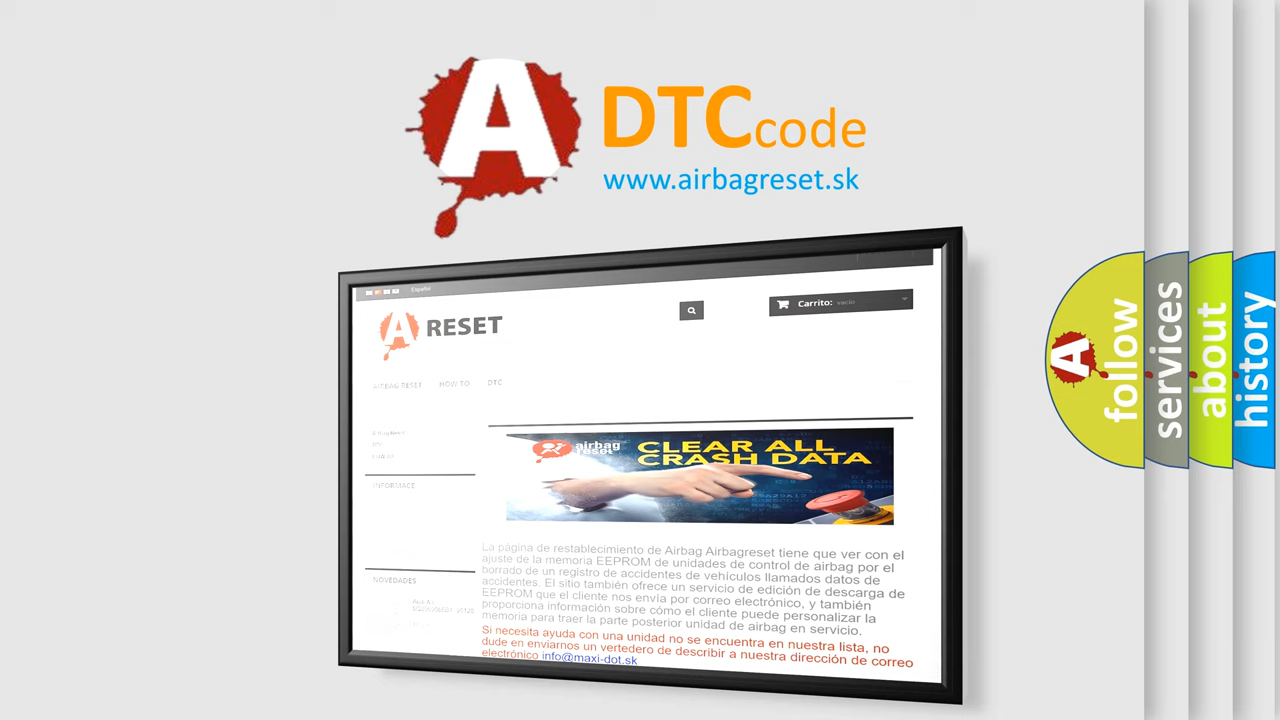 A DTCcode
www.airbagreset.sk
Español
Carrito: vacío
A RESET
AIRBAG RESET HOW TO DTC
INFORMACE
NOVEDADES
airbag
reset
CLEAR ALL
CRASH DATA
La página de restablecimiento de Airbag Airbagreset tiene que ver con el
ajuste de la memoria EEPROM de unidades de control de airbag por el
borrado de un registro de accidentes de vehículos llamados datos de
accidentes. El sitio también ofrece un servicio de edición de descarga de
EEPROM que el cliente nos envía por correo electrónico, y también
proporciona información sobre cómo el cliente puede personalizar la
memoria para traer la parte posterior unidad de airbag en servicio.
Si necesita ayuda con una unidad no se encuentra en nuestra lista, no
dude en enviarnos un vertedero de describir a nuestra dirección de correo
electrónico info@maxi-dot.sk
A
follow
services
about
history